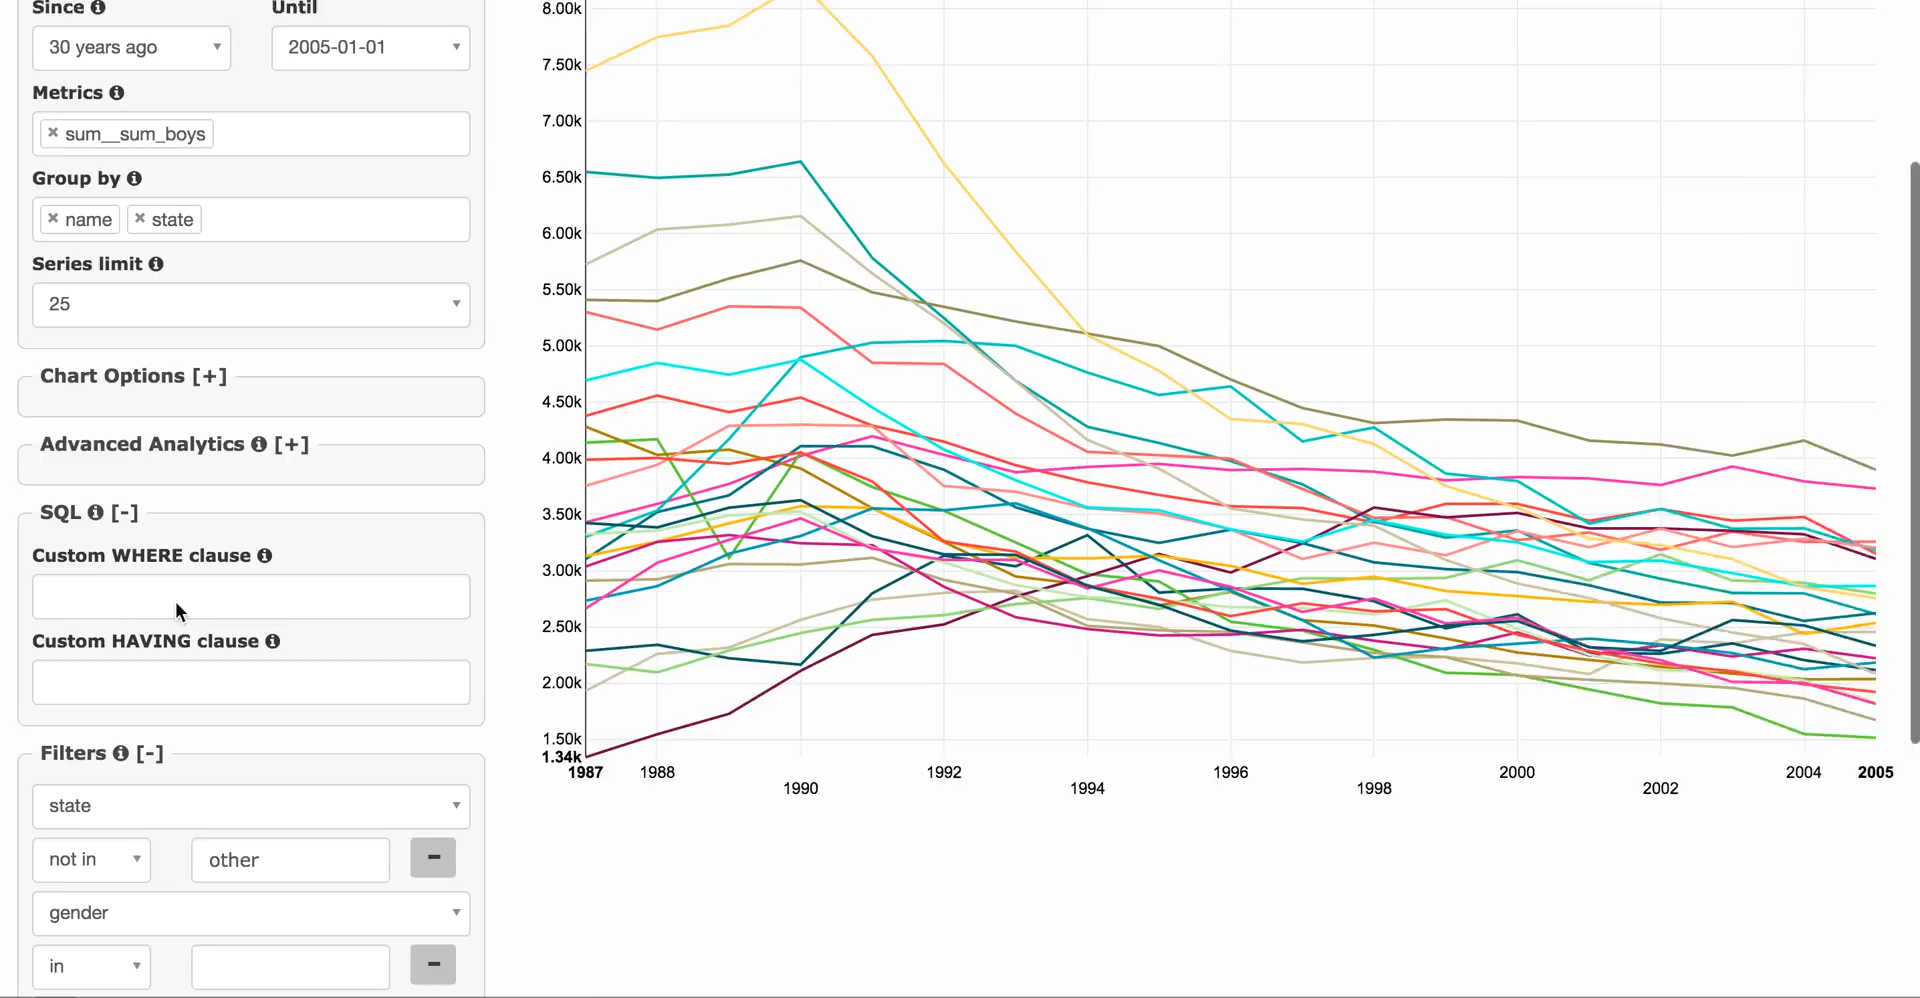 Since
Until
30 years ago
2005-01-01
Metrics
sum__sum_boys
Group by
name
state
Series limit
25
Chart Options [+]
Advanced Analytics [+]
SQL [-]
Custom WHERE clause
Custom HAVING clause
Filters [-]
state
not in
other
-
gender
in
-
8.00k
7.50k
7.00k
6.50k
6.00k
5.50k
5.00k
4.50k
4.00k
3.50k
3.00k
2.50k
2.00k
1.50k
1.34k
1987
1988
1990
1992
1994
1996
1998
2000
2002
2004
2005